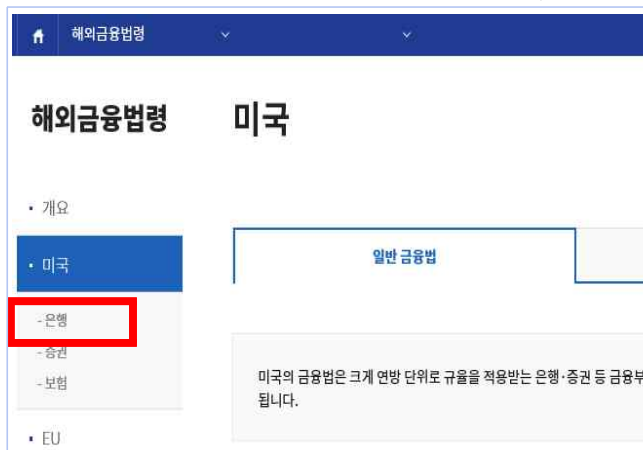 해외금융법령
해외금융법령
미국
• 개요
• 미국
일반 금융법
- 은행
- 증권
- 보험
미국의 금융법은 크게 연방 단위로 규율을 적용받는 은행·증권 등 금융부
됩니다.
• EU